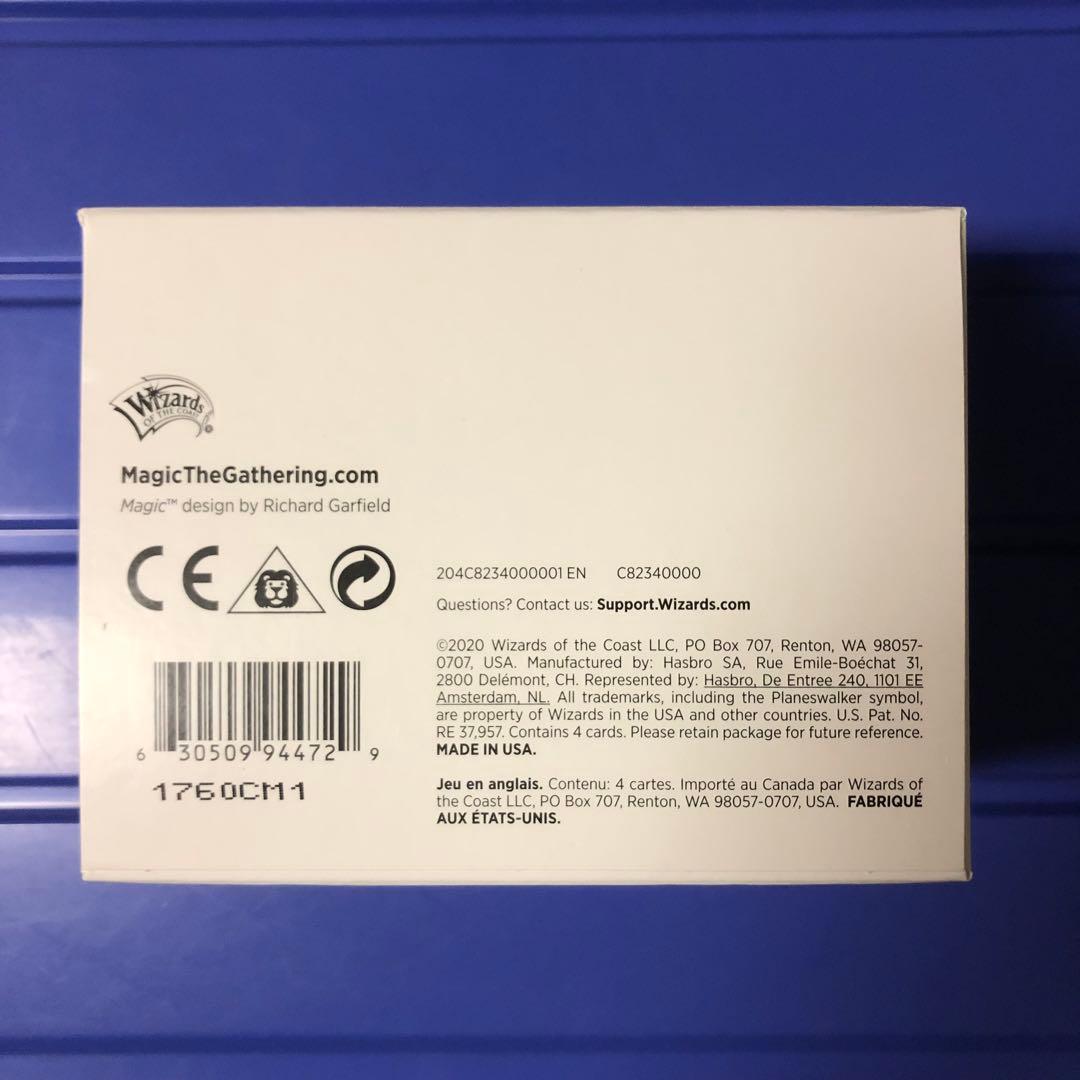 Wizards
OF THE COAST
MagicTheGathering.com
Magic™ design by Richard Garfield
CE
204C8234000001 EN C82340000
Questions? Contact us: Support.Wizards.com
©2020 Wizards of the Coast LLC, PO Box 707, Renton, WA 98057-
0707, USA. Manufactured by: Hasbro SA, Rue Emile-Boéchat 31,
2800 Delémont, CH. Represented by: Hasbro, De Entree 240, 1101 EE
Amsterdam, NL. All trademarks, including the Planeswalker symbol,
are property of Wizards in the USA and other countries. U.S. Pat. No.
RE 37,957. Contains 4 cards. Please retain package for future reference.
MADE IN USA.
6 30509 94472 9
1760CM1
Jeu en anglais. Contenu: 4 cartes. Importé au Canada par Wizards of
the Coast LLC, PO Box 707, Renton, WA 98057-0707, USA. FABRIQUÉ
AUX ÉTATS-UNIS.